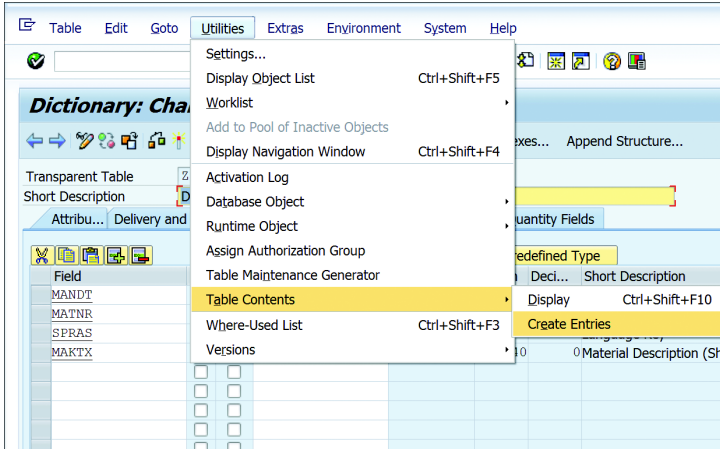 Table Edit Goto Utilities Extras Environment System Help
Settings...
Display Object List Ctrl+Shift+F5
Worklist
Add to Pool of Inactive Objects
Dictionary: Cha
Display Navigation Window Ctrl+Shift+F4
exes... Append Structure...
Activation Log
Transparent Table Z
Short Description D
Database Object
Runtime Object
Attribu... Delivery and
uantity Fields
Assign Authorization Group
redefined Type
Table Maintenance Generator
Field Deci... Short Description
MANDT
Table Contents
Display Ctrl+Shift+F10
MATNR
Where-Used List Ctrl+Shift+F3
Create Entries
SPRAS
Versions
MAKTX 40 0 Material Description (Sh